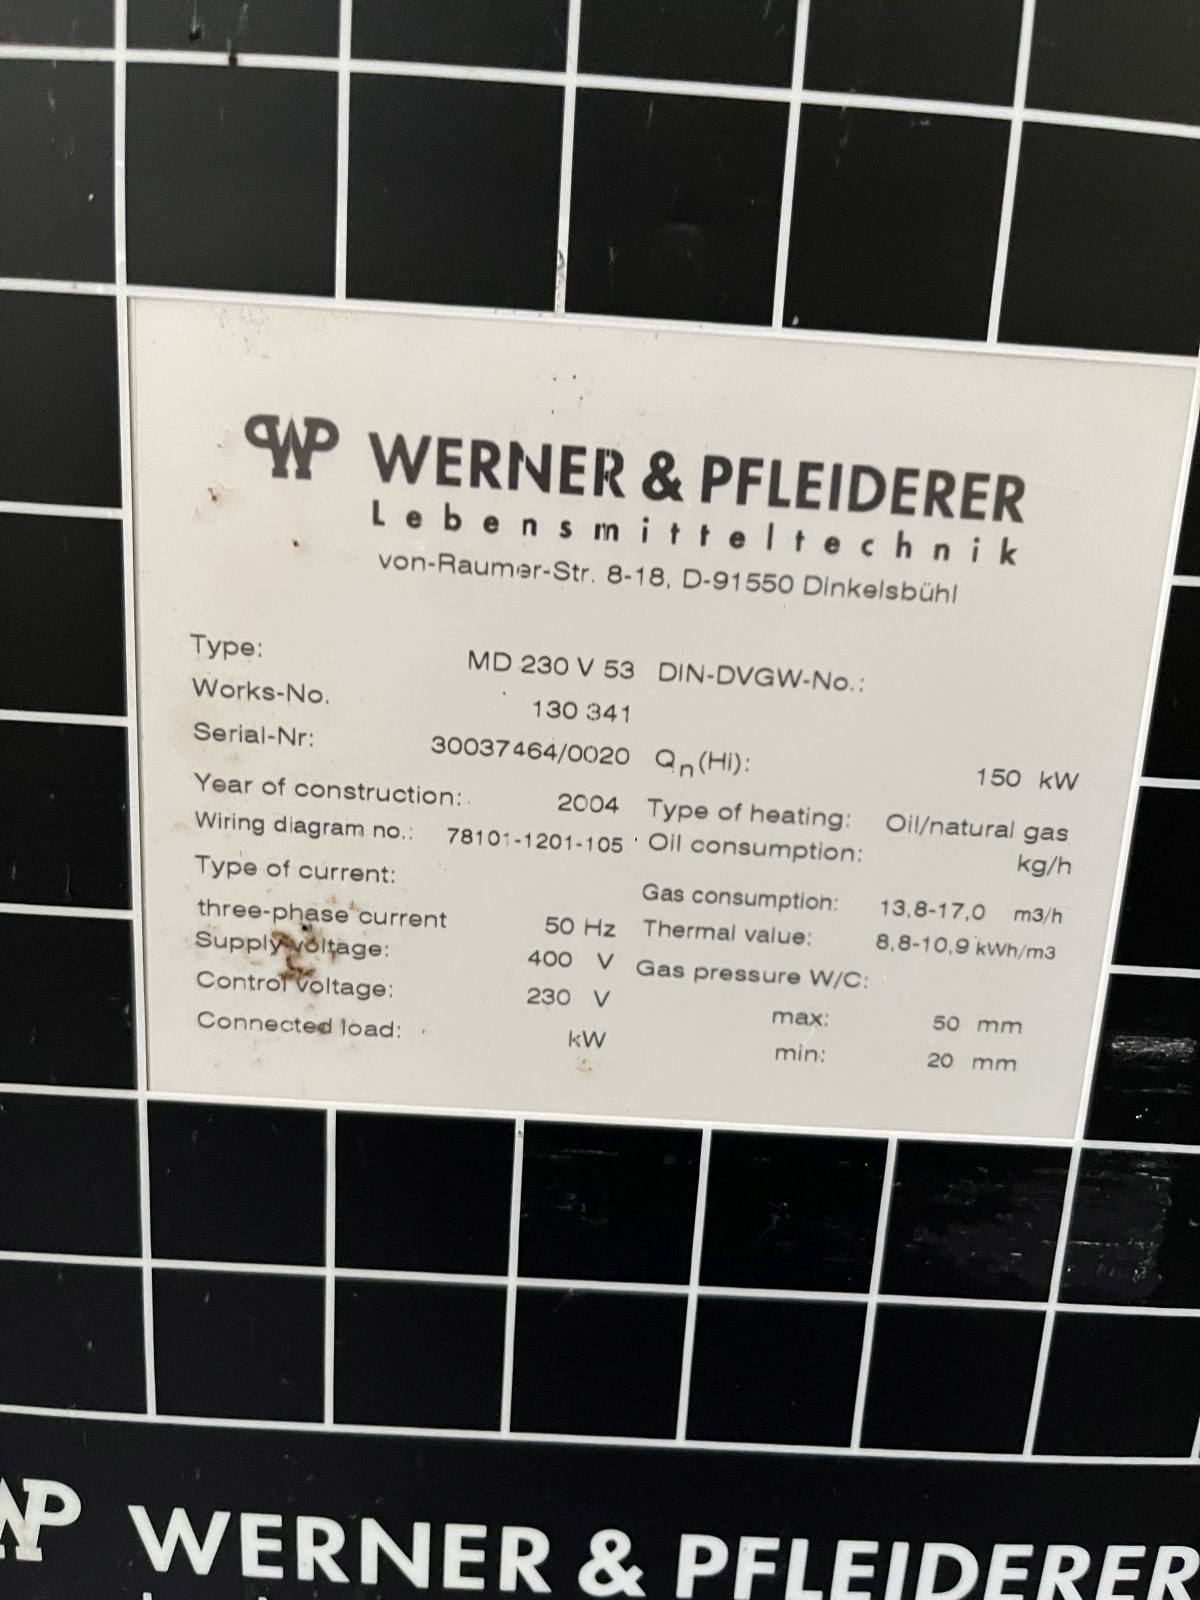 WP WERNER & PFLEIDERER
Lebensmitteltechnik
von-Raumer-Str. 8-18, D-91550 Dinkelsbühl
Type: MD 230 V 53 DIN-DVGW-No.:
Works-No. 130 341
Serial-Nr: 30037464/0020 Qn(Hi): 150 kW
Year of construction: 2004 Type of heating: Oil/natural gas
Wiring diagram no.: 78101-1201-105 Oil consumption: kg/h
Type of current:
three-phase current 50 Hz Gas consumption: 13,8-17,0 m3/h
Supply voltage: 400 V Thermal value: 8,8-10,9 kWh/m3
Control voltage: 230 V Gas pressure W/C:
Connected load: kW max: 50 mm
min: 20 mm
WP WERNER & PFLEIDERER